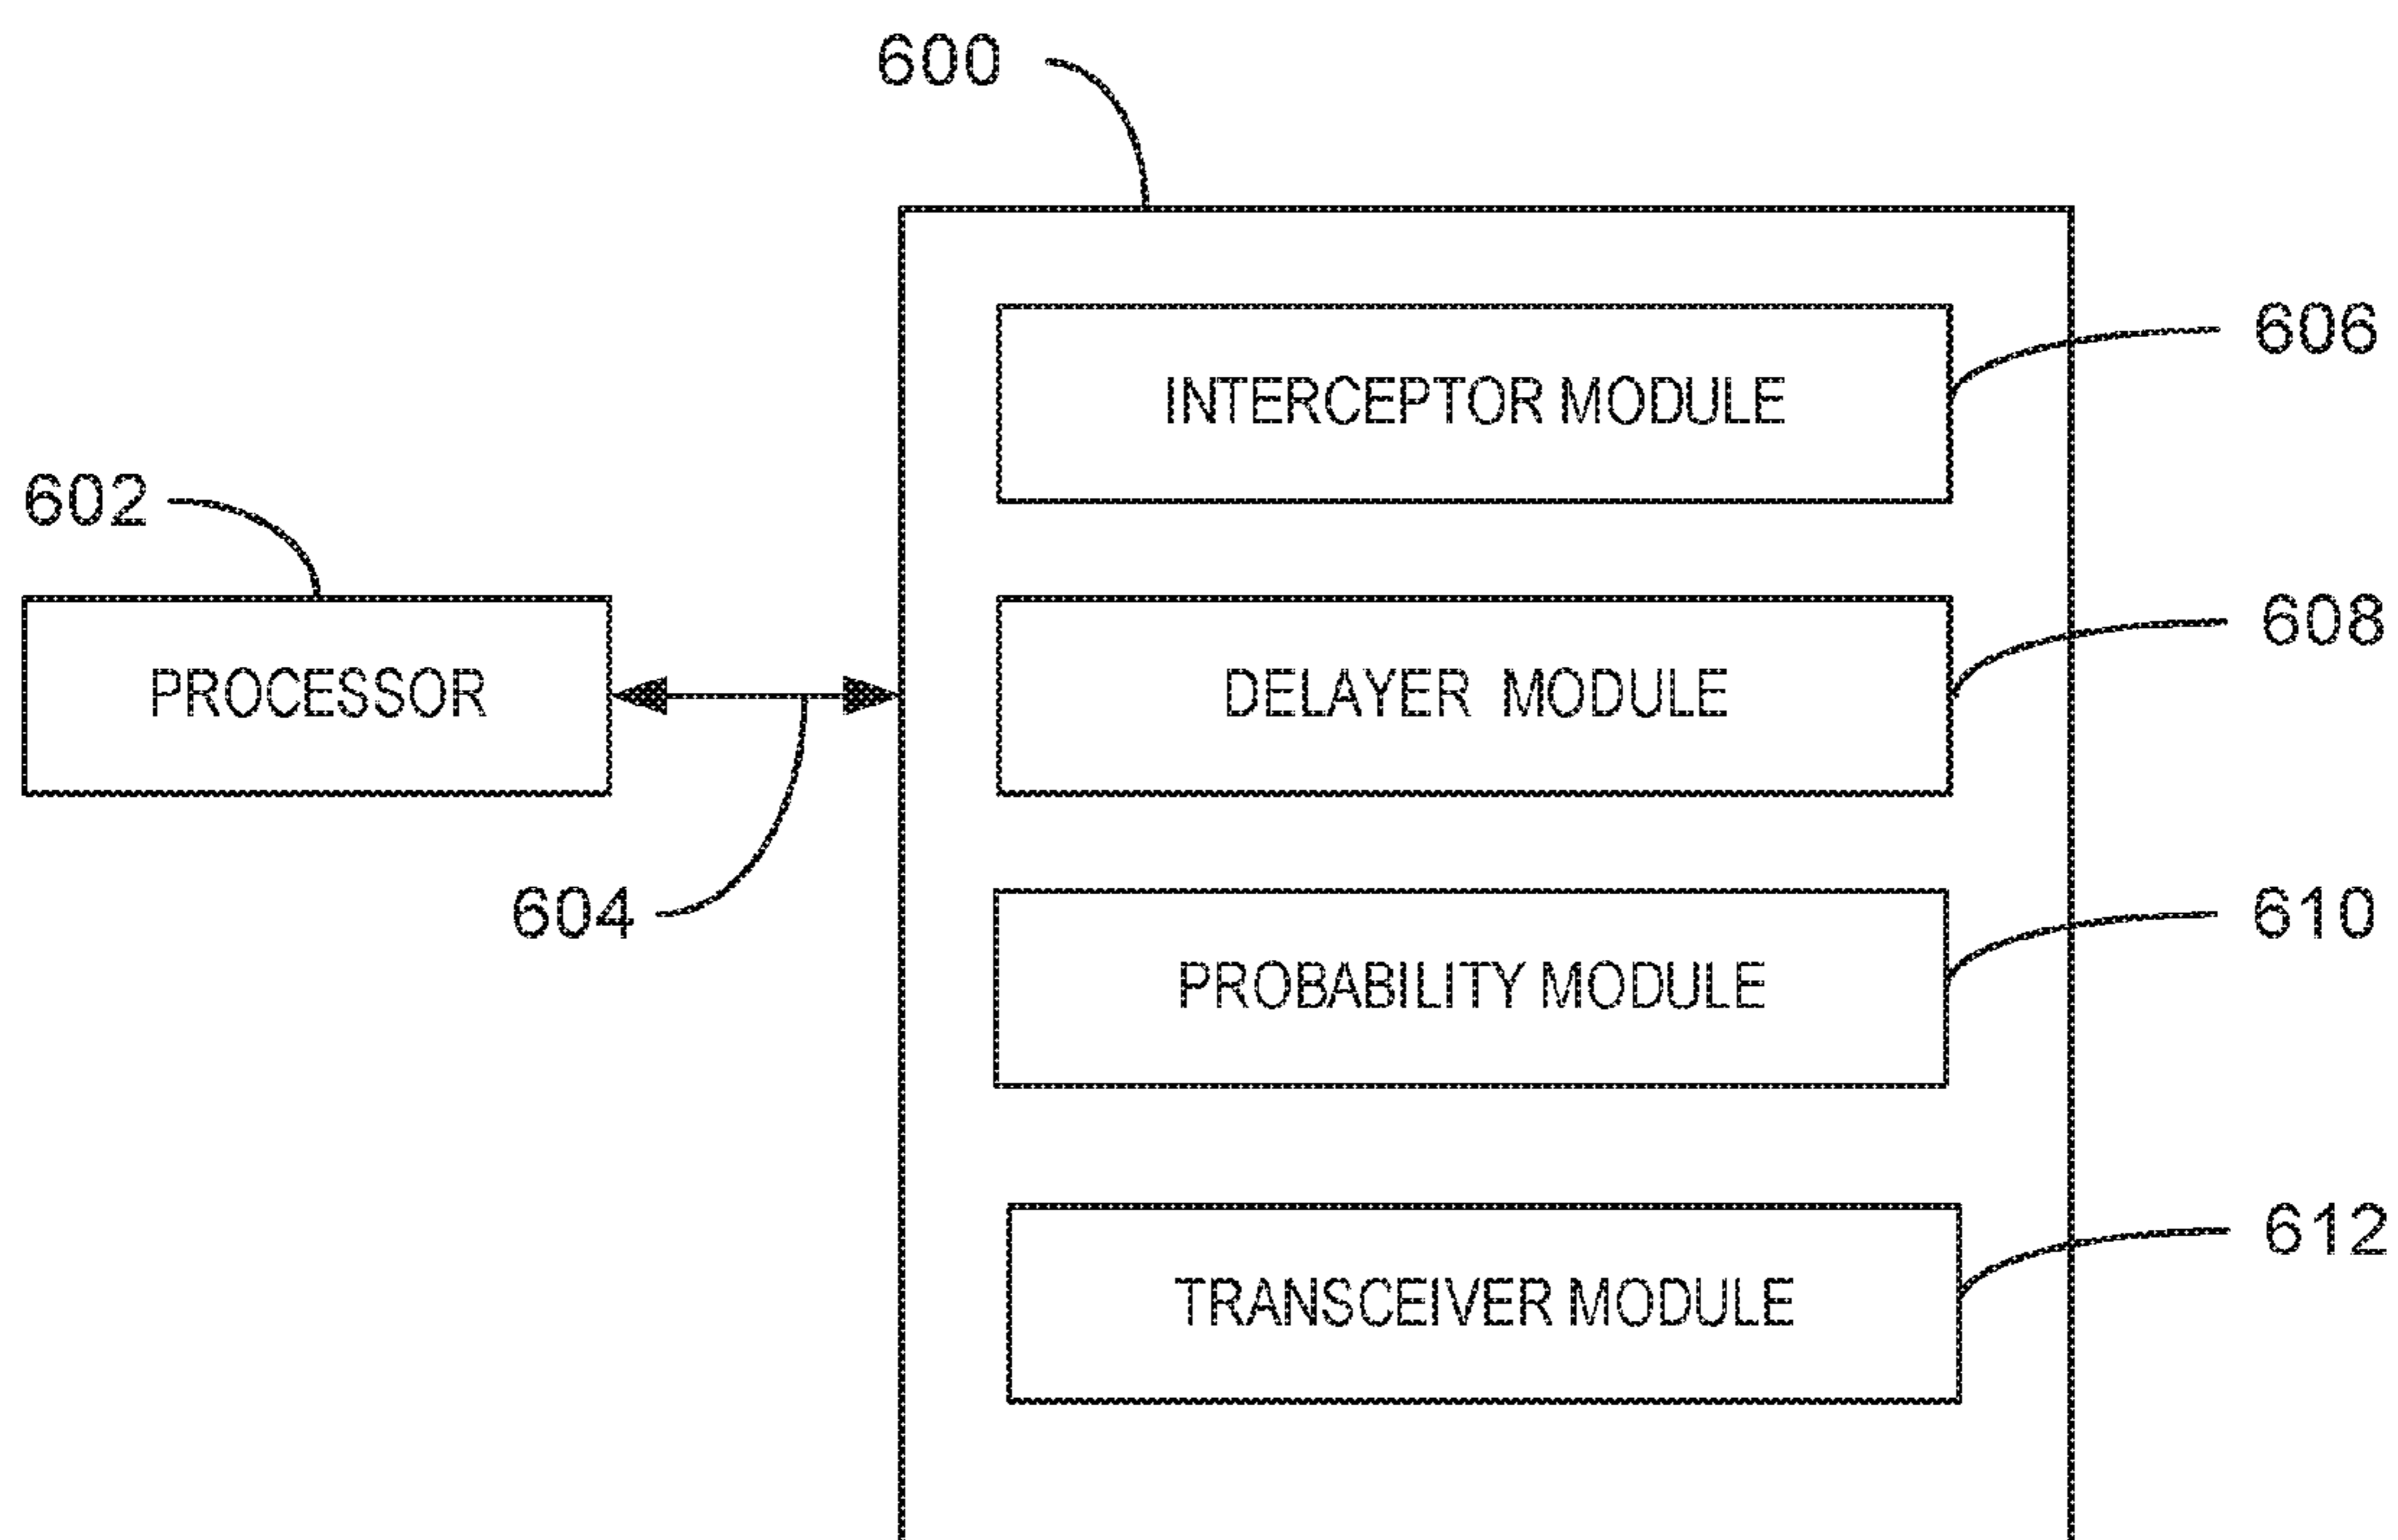 600
INTERCEPTOR MODULE
606
602
PROCESSOR
DELAYER MODULE
608
604
PROBABILITY MODULE
610
TRANSCEIVER MODULE
612